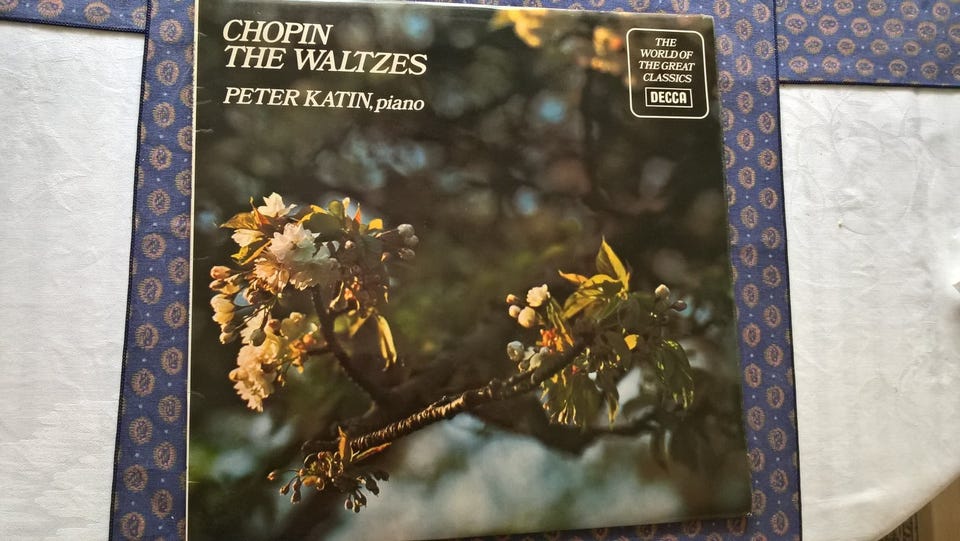 CHOPIN
THE WALTZES
PETER KATIN, piano
THE
WORLD OF
THE GREAT
CLASSICS
DECCA